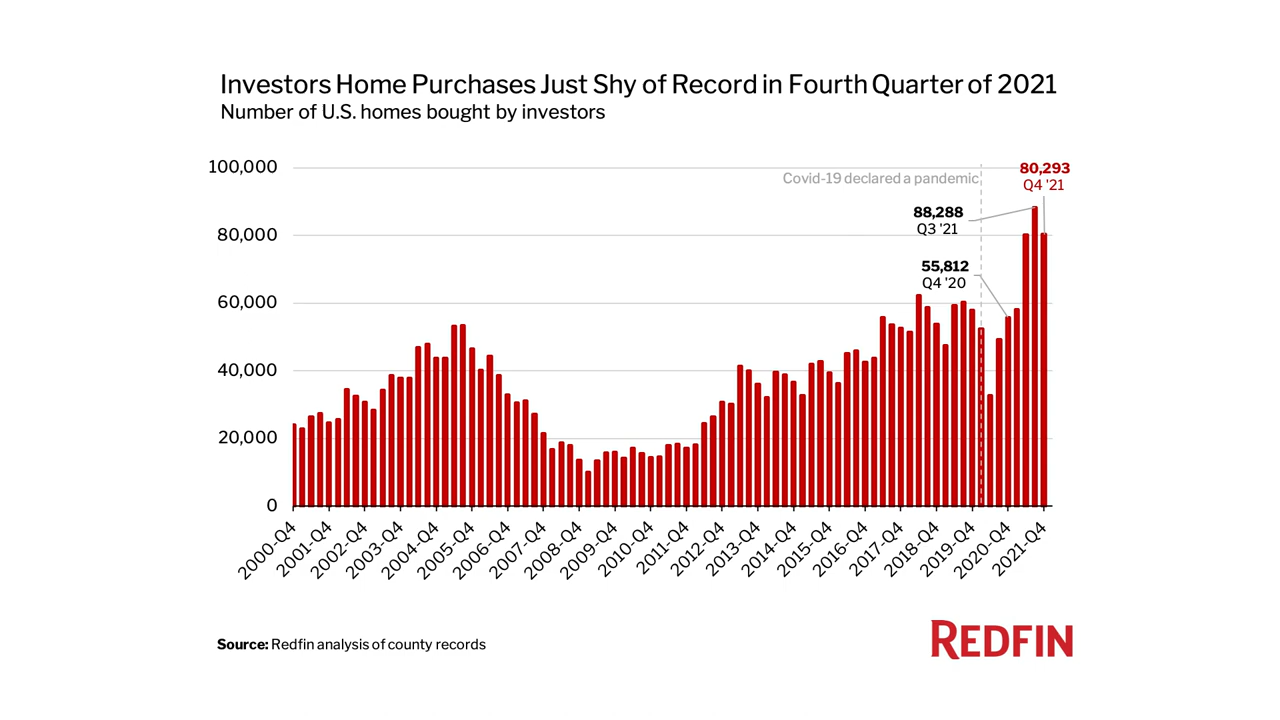 Investors Home Purchases Just Shy of Record in Fourth Quarter of 2021
Number of U.S. homes bought by investors
100,000
80,000
60,000
40,000
20,000
0
Covid-19 declared a pandemic
80,293
Q4 '21
88,288
Q3 '21
55,812
Q4 '20
2000-Q4
2001-Q4
2002-Q4
2003-Q4
2004-Q4
2005-Q4
2006-Q4
2007-Q4
2008-Q4
2009-Q4
2010-Q4
2011-Q4
2012-Q4
2013-Q4
2014-Q4
2015-Q4
2016-Q4
2017-Q4
2018-Q4
2019-Q4
2020-Q4
2021-Q4
Source: Redfin analysis of county records
REDFIN